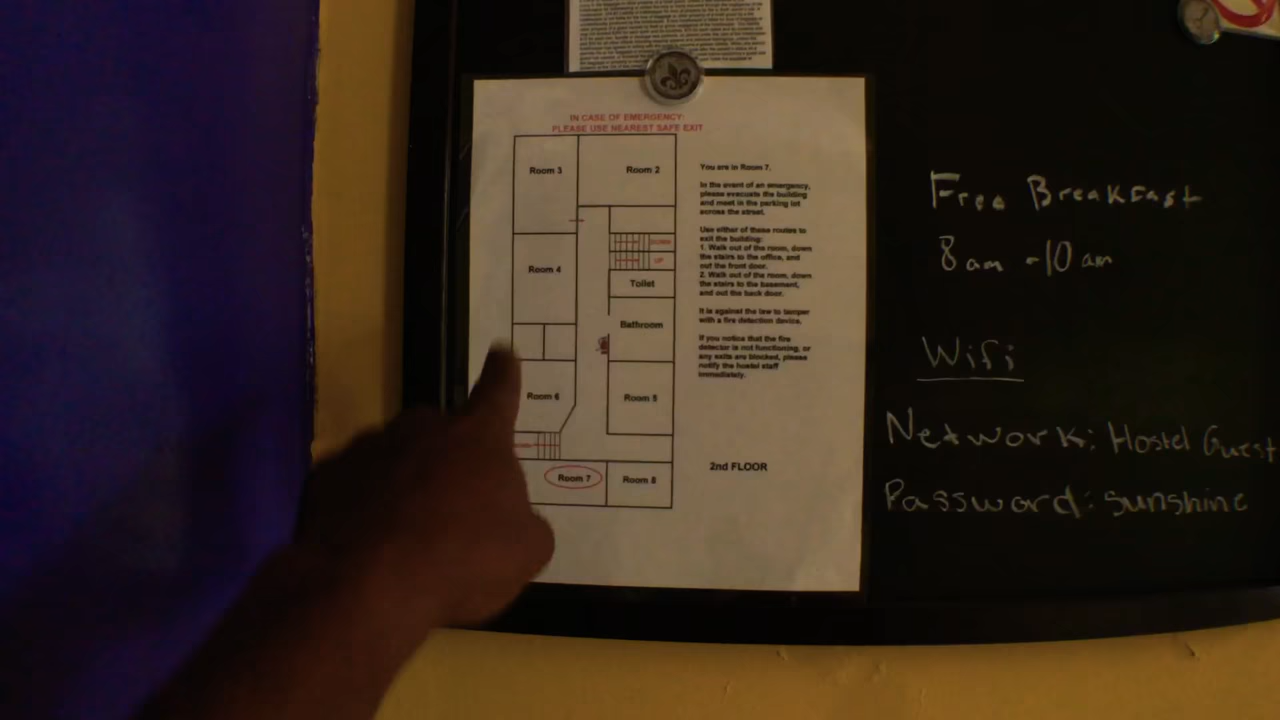 IN CASE OF EMERGENCY:
PLEASE USE NEAREST SAFE EXIT
Room 3
Room 2
DOWN
UP
Room 4
Toilet
Bathroom
Room 6
Room 5
Room 7
Room 8
You are in Room 7.
In the event of an emergency,
please evacuate the building
and meet in the parking lot
across the street.
Use either of these routes to
exit the building:
1. Walk out of the room, down
the stairs to the office, and
out the front door.
2. Walk out of the room, down
the stairs to the basement,
and out the back door.
It is against the law to tamper
with a fire detection device.
If you notice that the fire
detector is not functioning, or
any exits are blocked, please
notify the hostel staff
immediately.
2nd FLOOR
Free Breakfast
8am - 10am
Wifi
Network: Hostel Guest
Password: sunshine